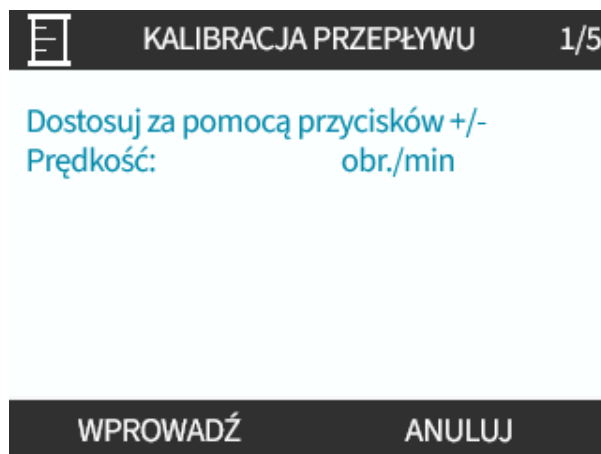 KALIBRACJA PRZEPŁYWU 1/5
Dostosuj za pomocą przycisków +/-
Prędkość: obr./min
WPROWADŹ ANULUJ